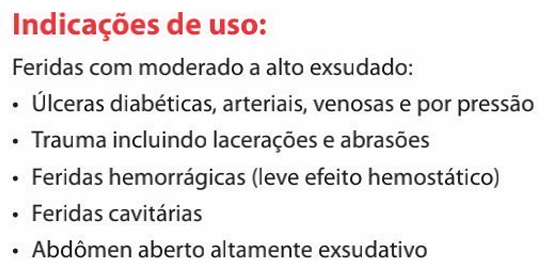 Indicações de uso:
Feridas com moderado a alto exsudado:
• Úlceras diabéticas, arteriais, venosas e por pressão
• Trauma incluindo lacerações e abrasões
• Feridas hemorrágicas (leve efeito hemostático)
• Feridas cavitárias
• Abdômen aberto altamente exsudativo